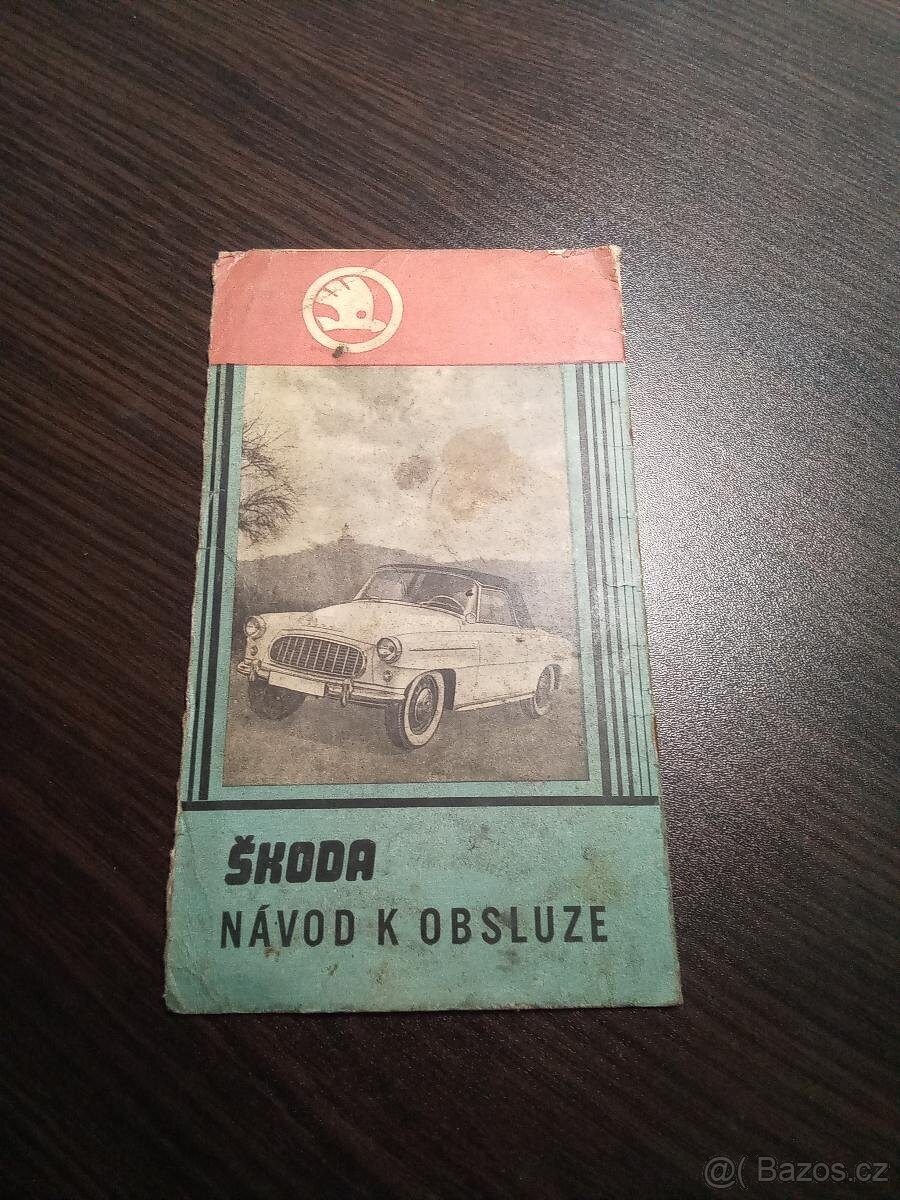 ŠKODA
NÁVOD K OBSLUZE
@( Bazos.cz